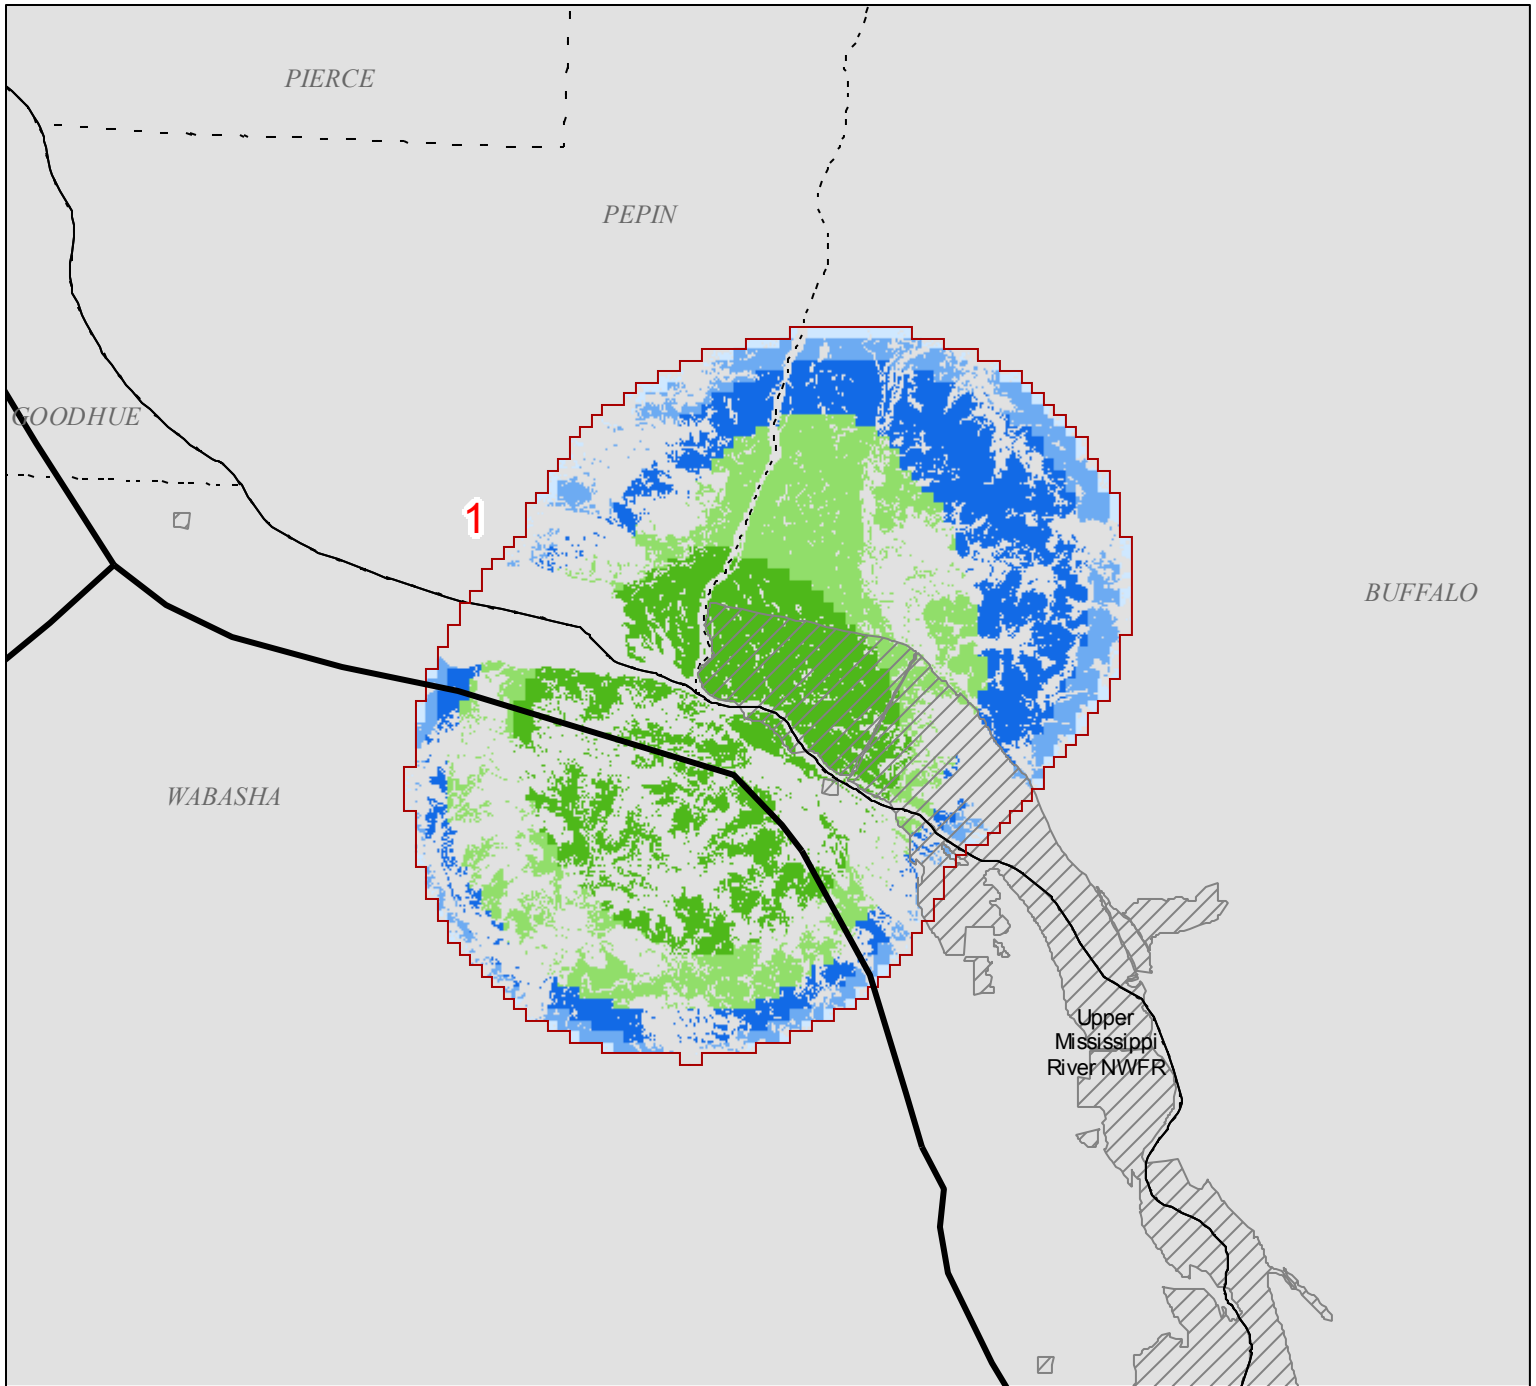 PIERCE
PEPIN
GOODHUE
1
BUFFALO
WABASHA
Upper
Mississippi
River NWFR